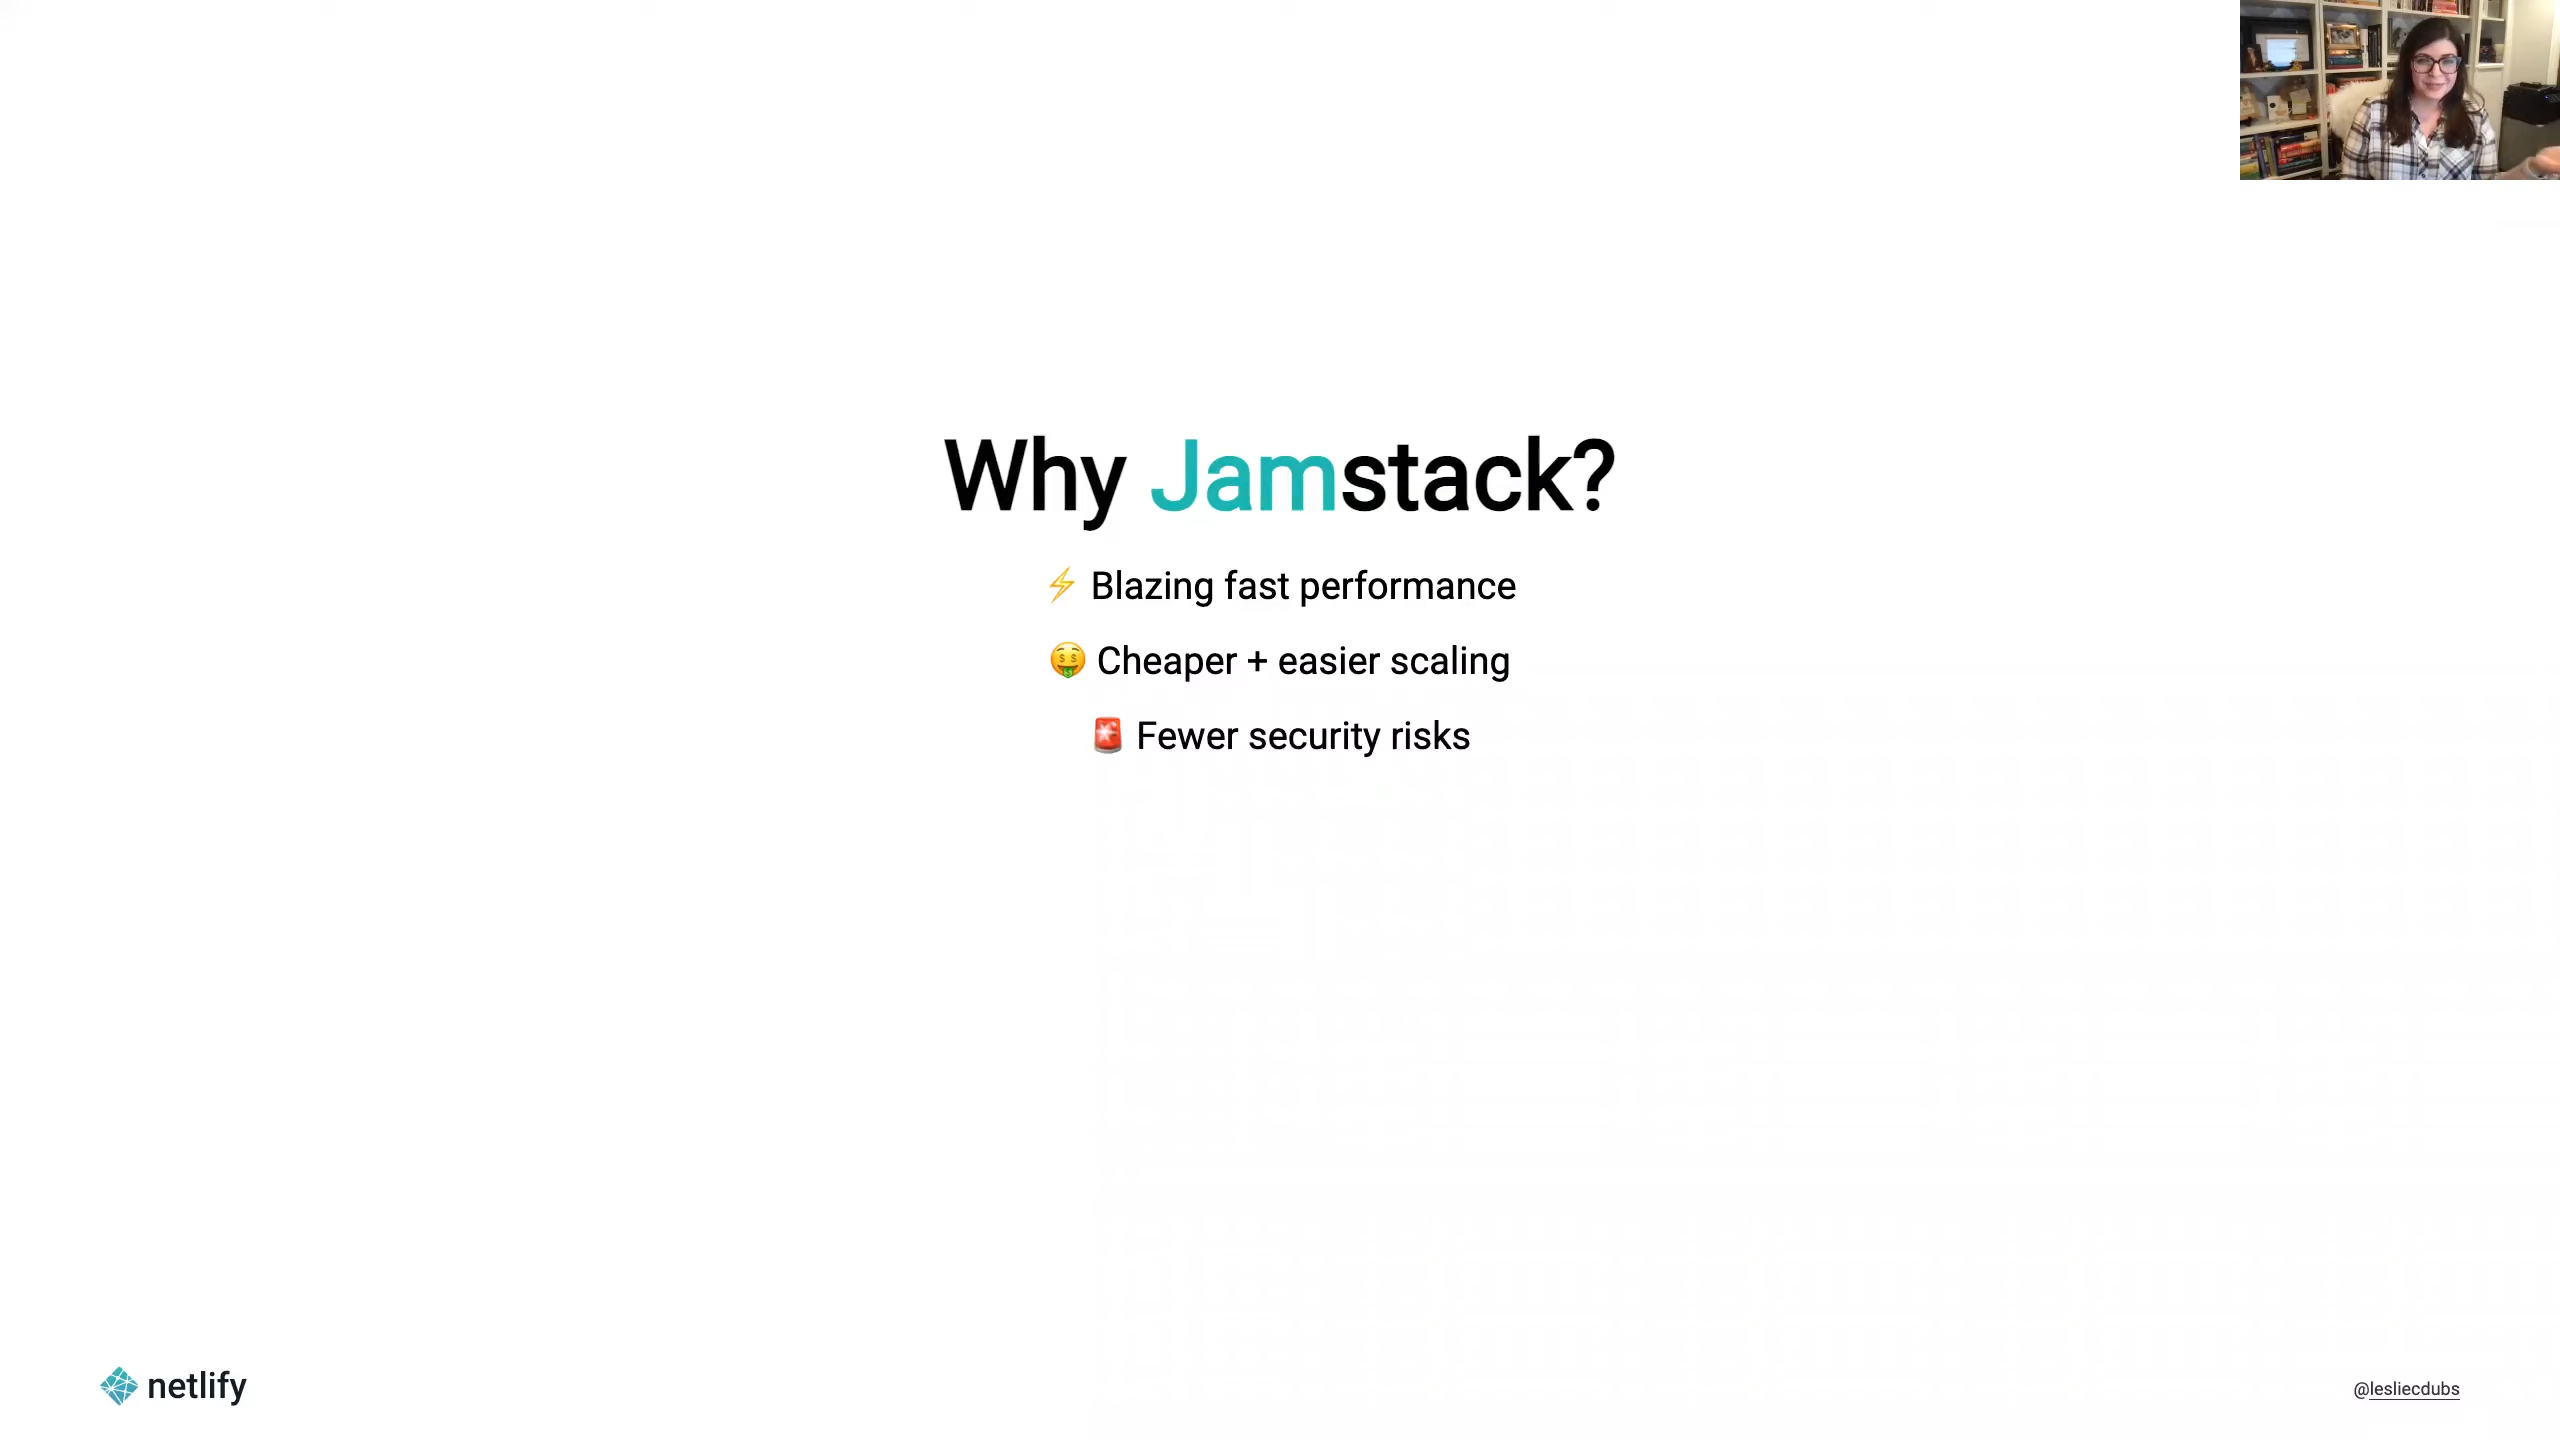 Why Jamstack?
⚡ Blazing fast performance
🤑 Cheaper + easier scaling
🚨 Fewer security risks
netlify
@lesliecdubs